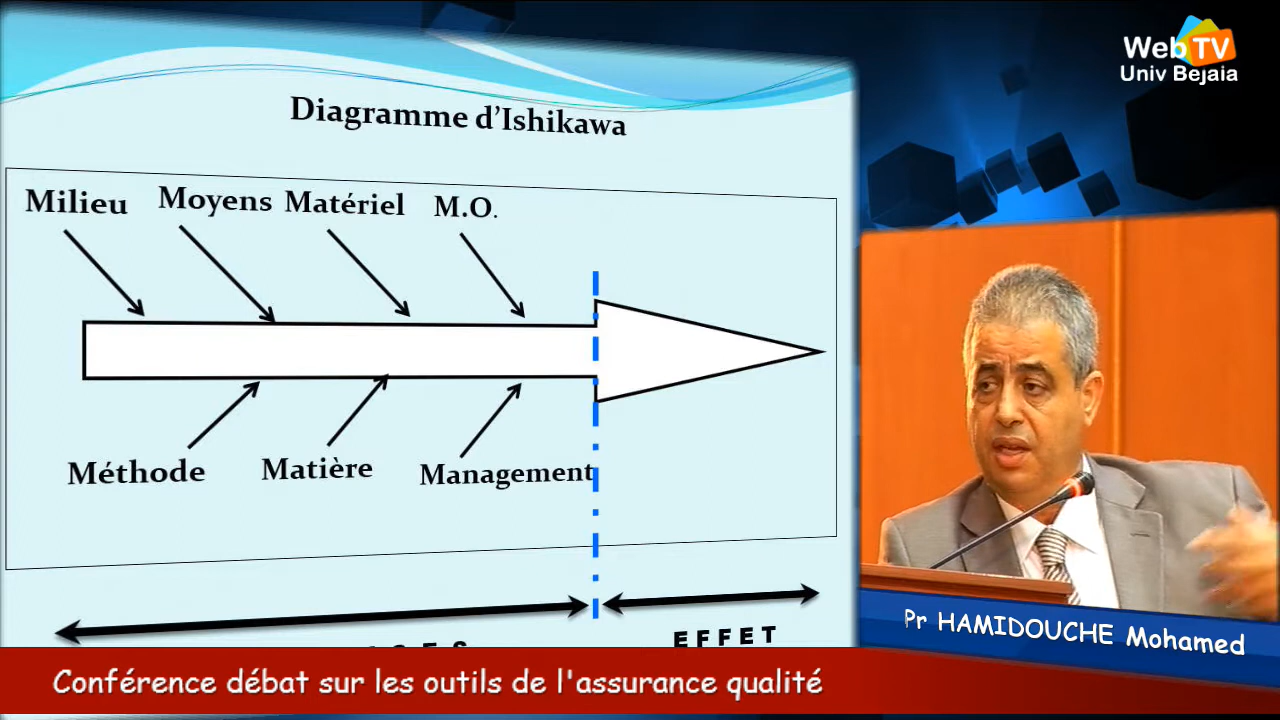 Web TV
Univ Bejaia
Diagramme d'Ishikawa
Milieu Moyens Matériel M.O.
Méthode Matière Management
EFFET
Pr HAMIDOUCHE Mohamed
Conférence débat sur les outils de l'assurance qualité